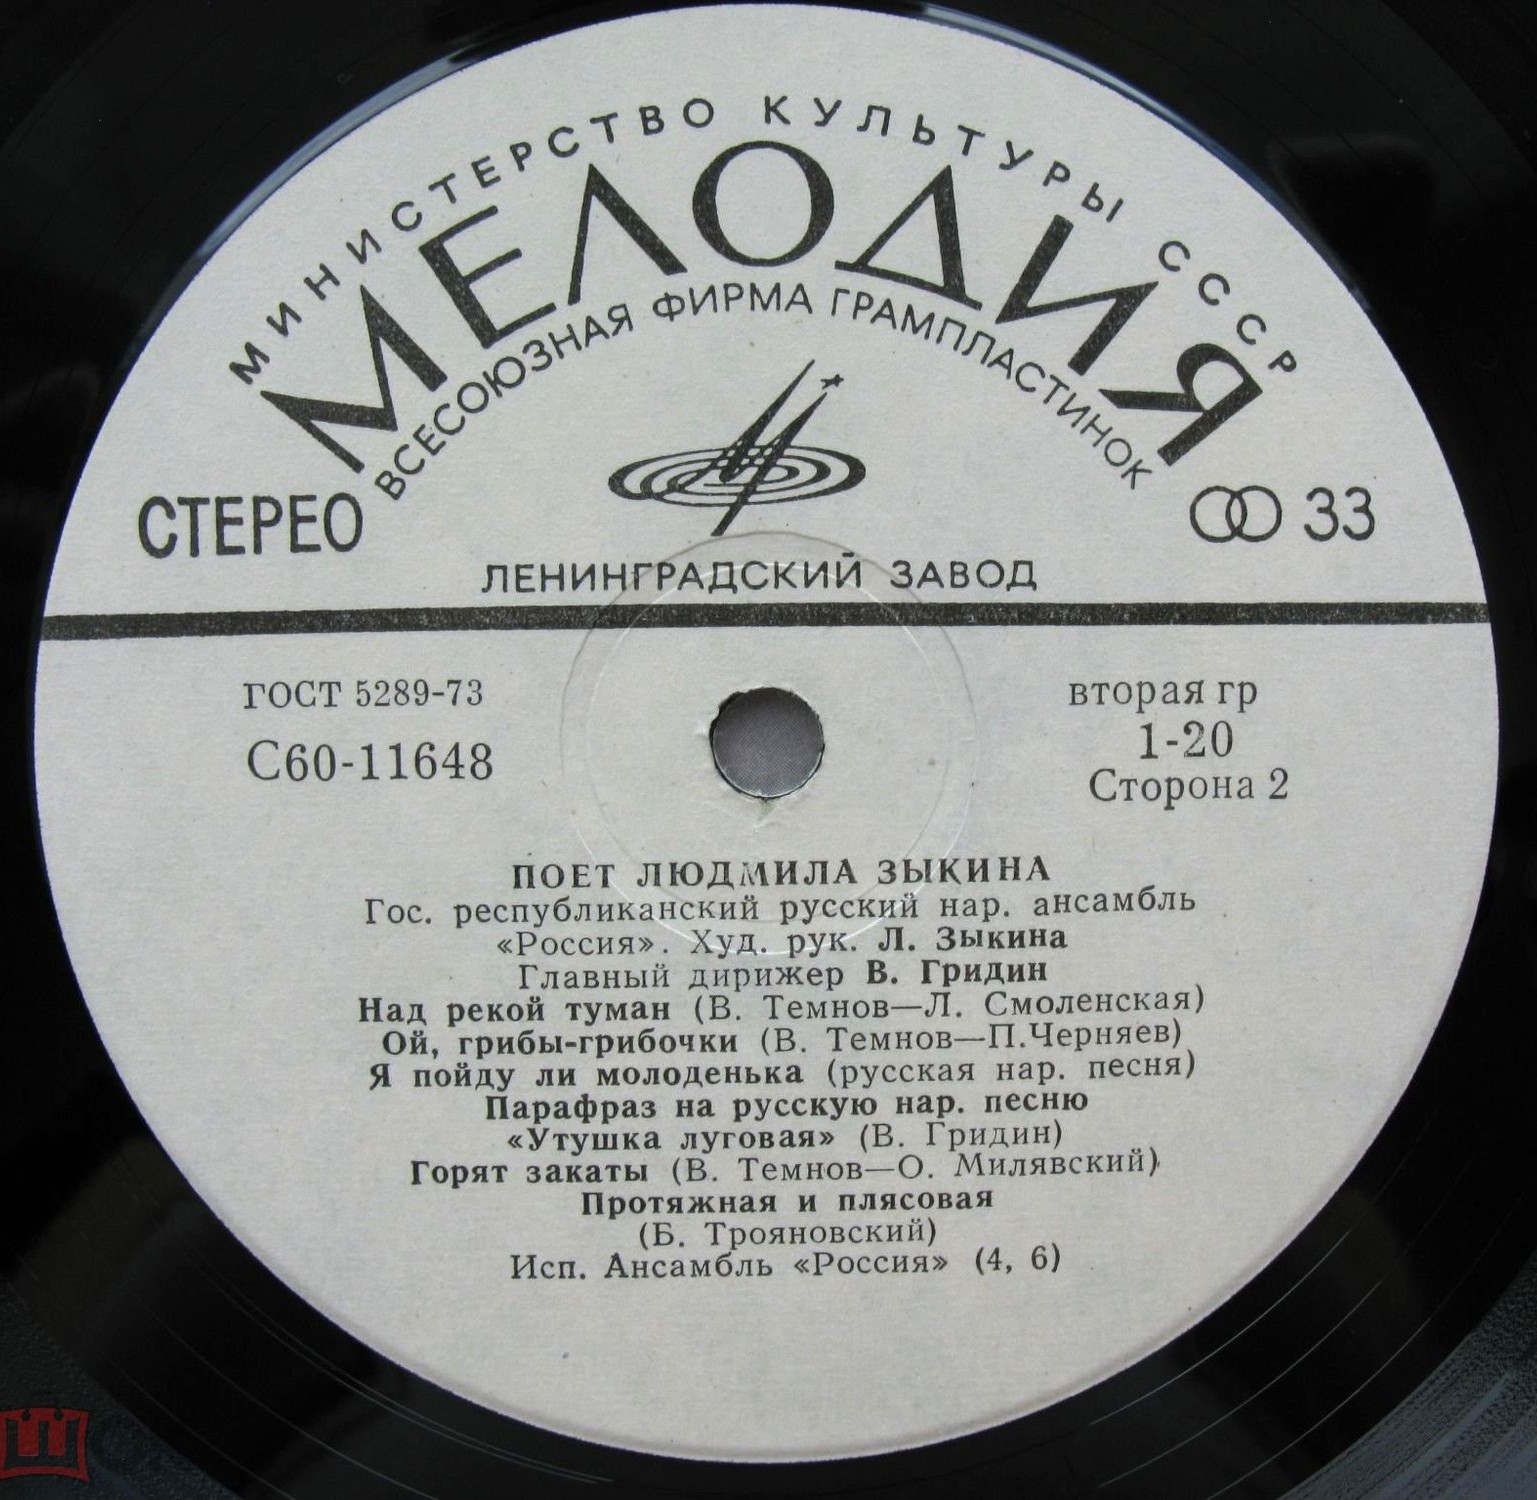 МИНИСТЕРСТВО КУЛЬТУРЫ СССР
МЕЛОДИЯ
ВСЕСОЮЗНАЯ ФИРМА ГРАМПЛАСТИНОК
СТЕРЕО
33
ЛЕНИНГРАДСКИЙ ЗАВОД
ГОСТ 5289-73
С60-11648
вторая гр
1-20
Сторона 2
ПОЕТ ЛЮДМИЛА ЗЫКИНА
Гос. республиканский русский нар. ансамбль
«Россия». Худ. рук. Л. Зыкина
Главный дирижер В. Гридин
Над рекой туман (В. Темнов—Л. Смоленская)
Ой, грибы-грибочки (В. Темнов—П.Черняев)
Я пойду ли молоденька (русская нар. песня)
Парафраз на русскую нар. песню
«Утушка луговая» (В. Гридин)
Горят закаты (В. Темнов—О. Милявский)
Протяжная и плясовая
(Б. Трояновский)
Исп. Ансамбль «Россия» (4, 6)